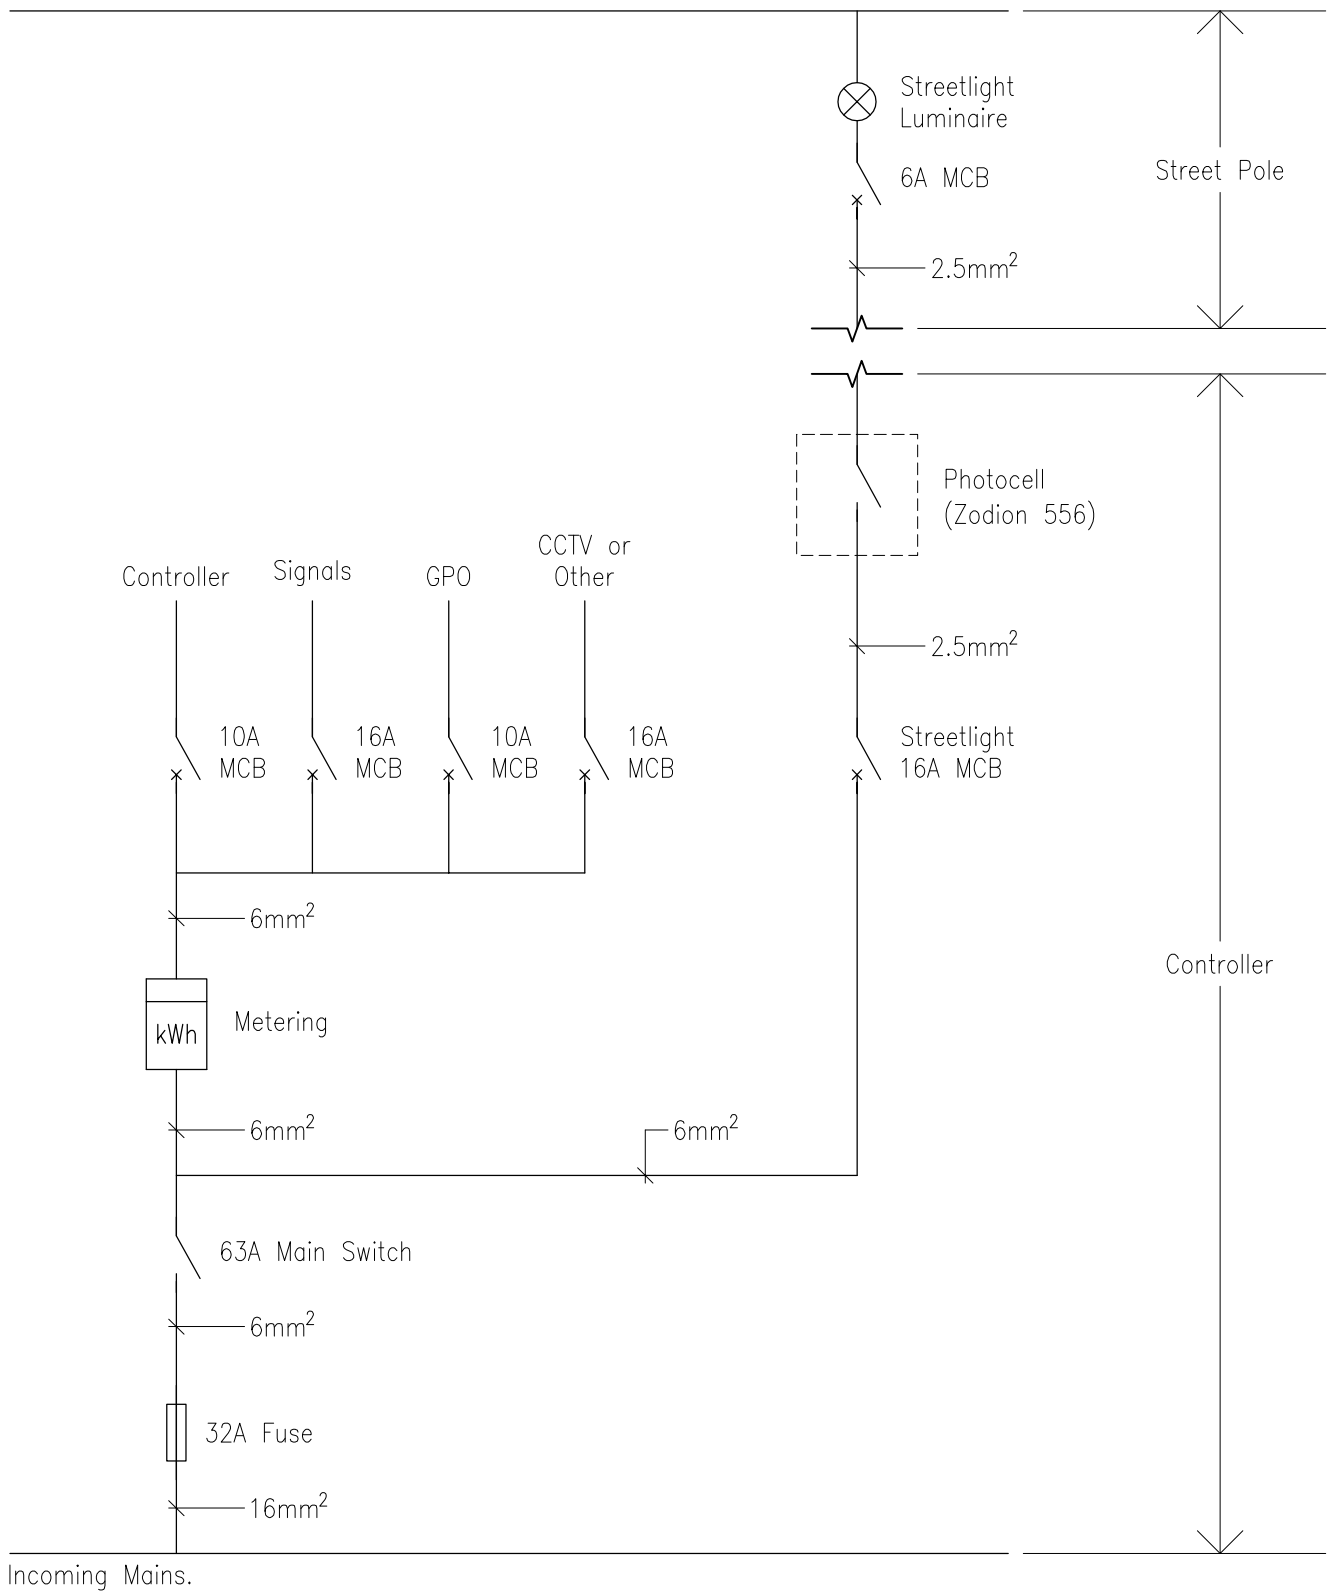 Streetlight
Luminaire
6A MCB
Street Pole
2.5mm²
Photocell
(Zodion 556)
Controller
Signals
GPO
CCTV or
Other
2.5mm²
10A
MCB
16A
MCB
10A
MCB
16A
MCB
Streetlight
16A MCB
6mm²
Controller
kWh
Metering
6mm²
6mm²
63A Main Switch
6mm²
32A Fuse
16mm²
Incoming Mains.